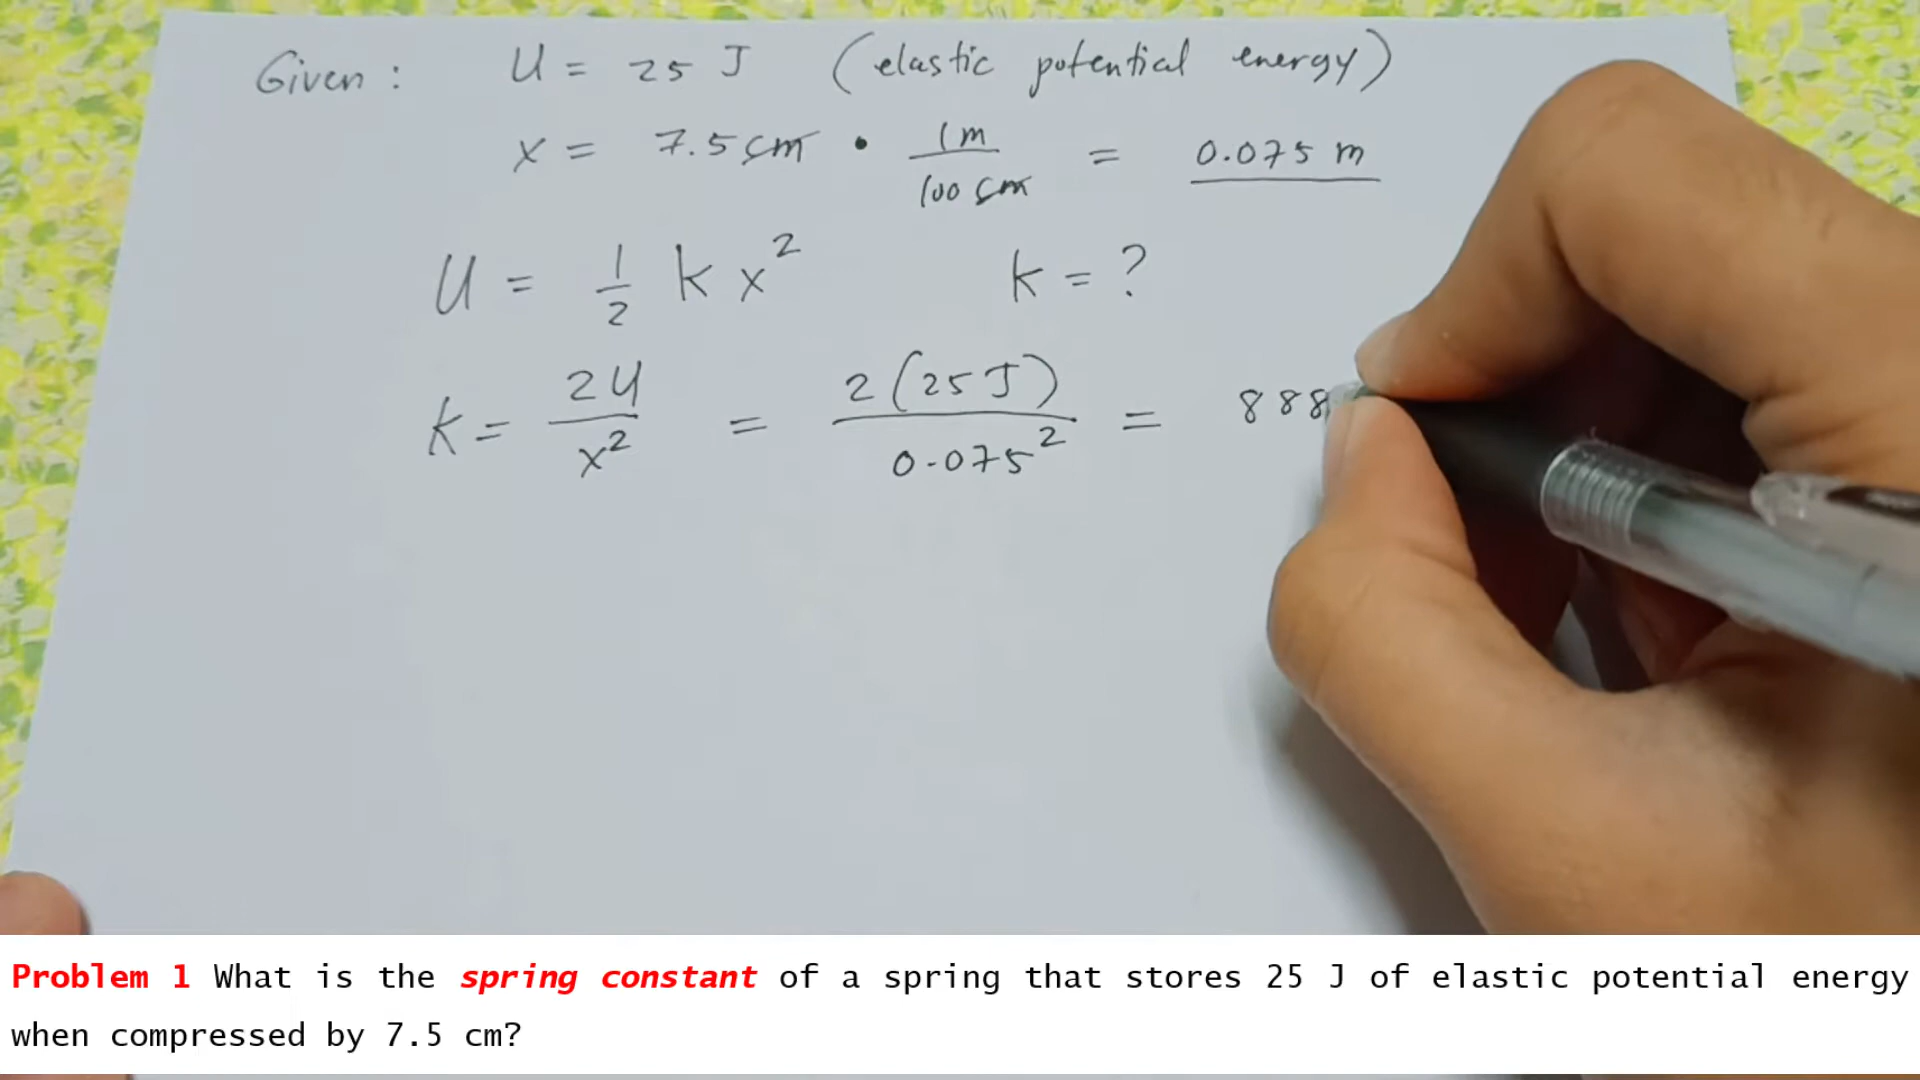 Given : U = 25 J (elastic potential energy)
x = 7.5 cm • 1 m / 100 cm = 0.075 m
U = 1/2 k x² k = ?
k = 2U / x² = 2 (25 J) / 0.075² = 888
Problem 1 What is the spring constant of a spring that stores 25 J of elastic potential energy
when compressed by 7.5 cm?